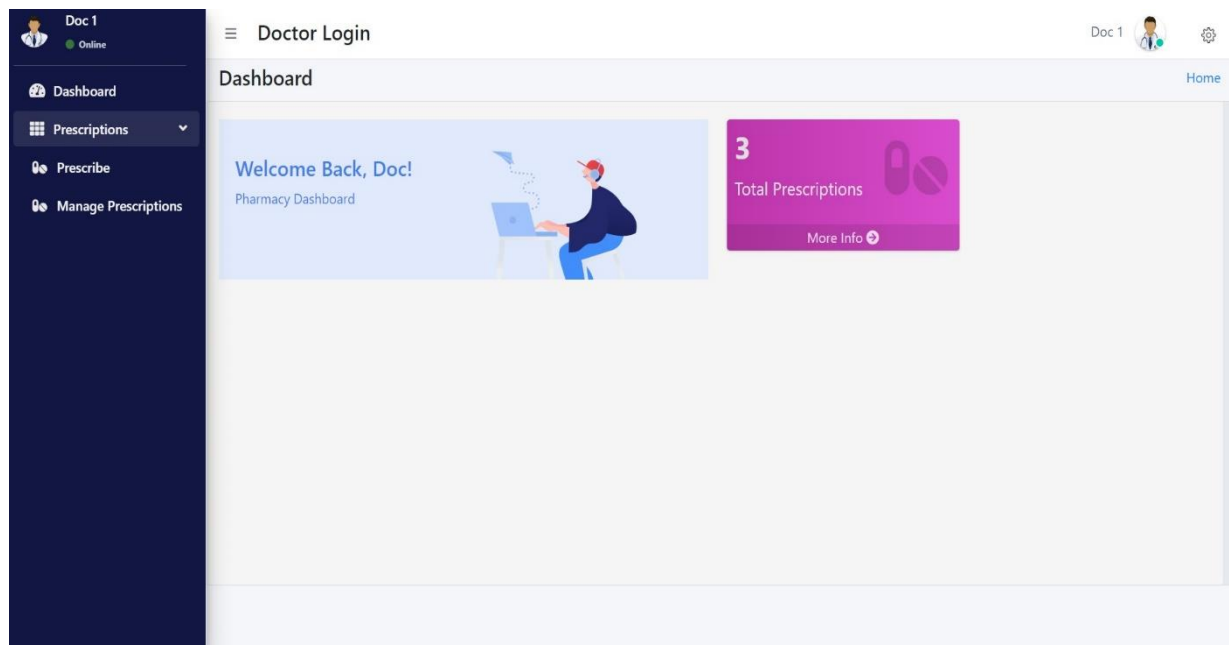 Doc 1
Online
Dashboard
Prescriptions
Prescribe
Manage Prescriptions
Doctor Login
Doc 1
Dashboard
Home
Welcome Back, Doc!
Pharmacy Dashboard
3
Total Prescriptions
More Info